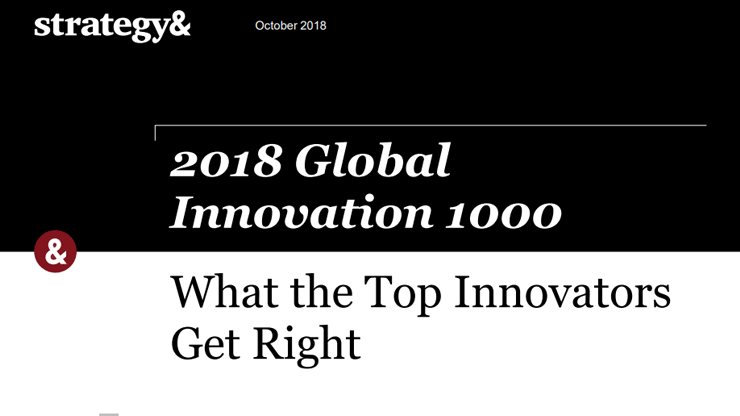 strategy&
October 2018
2018 Global
Innovation 1000
&
What the Top Innovators
Get Right